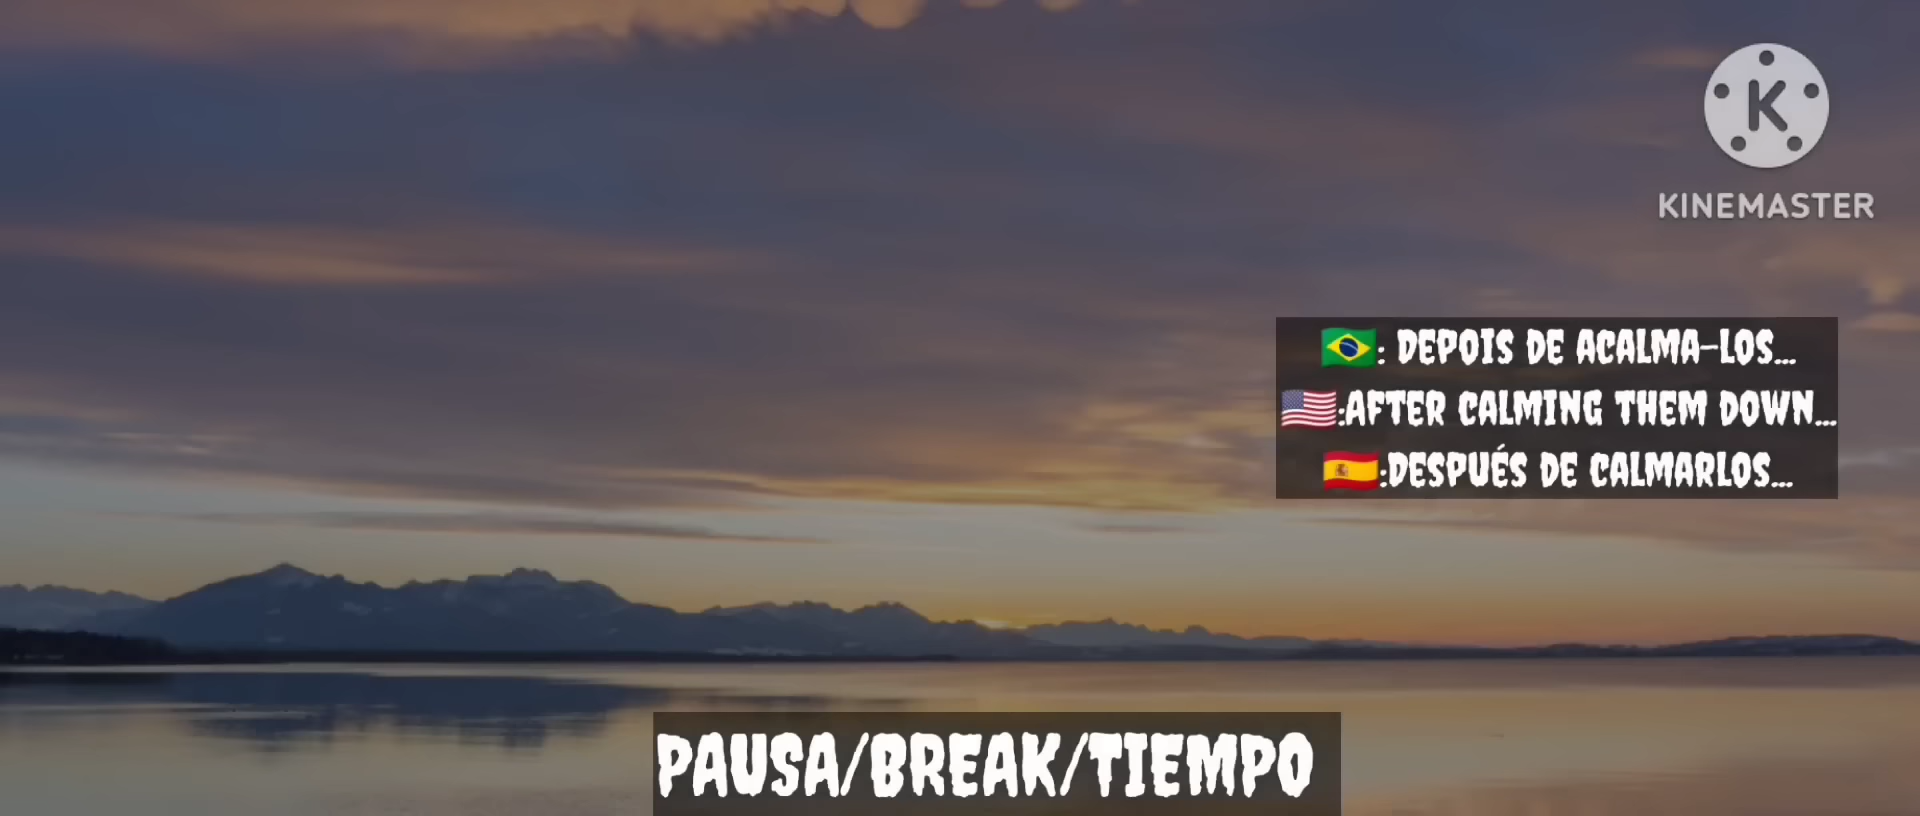 K
KINEMASTER
🇧🇷: DEPOIS DE ACALMA-LOS...
🇺🇸:AFTER CALMING THEM DOWN...
🇪🇸:DESPUÉS DE CALMARLOS...
PAUSA/BREAK/TIEMPO